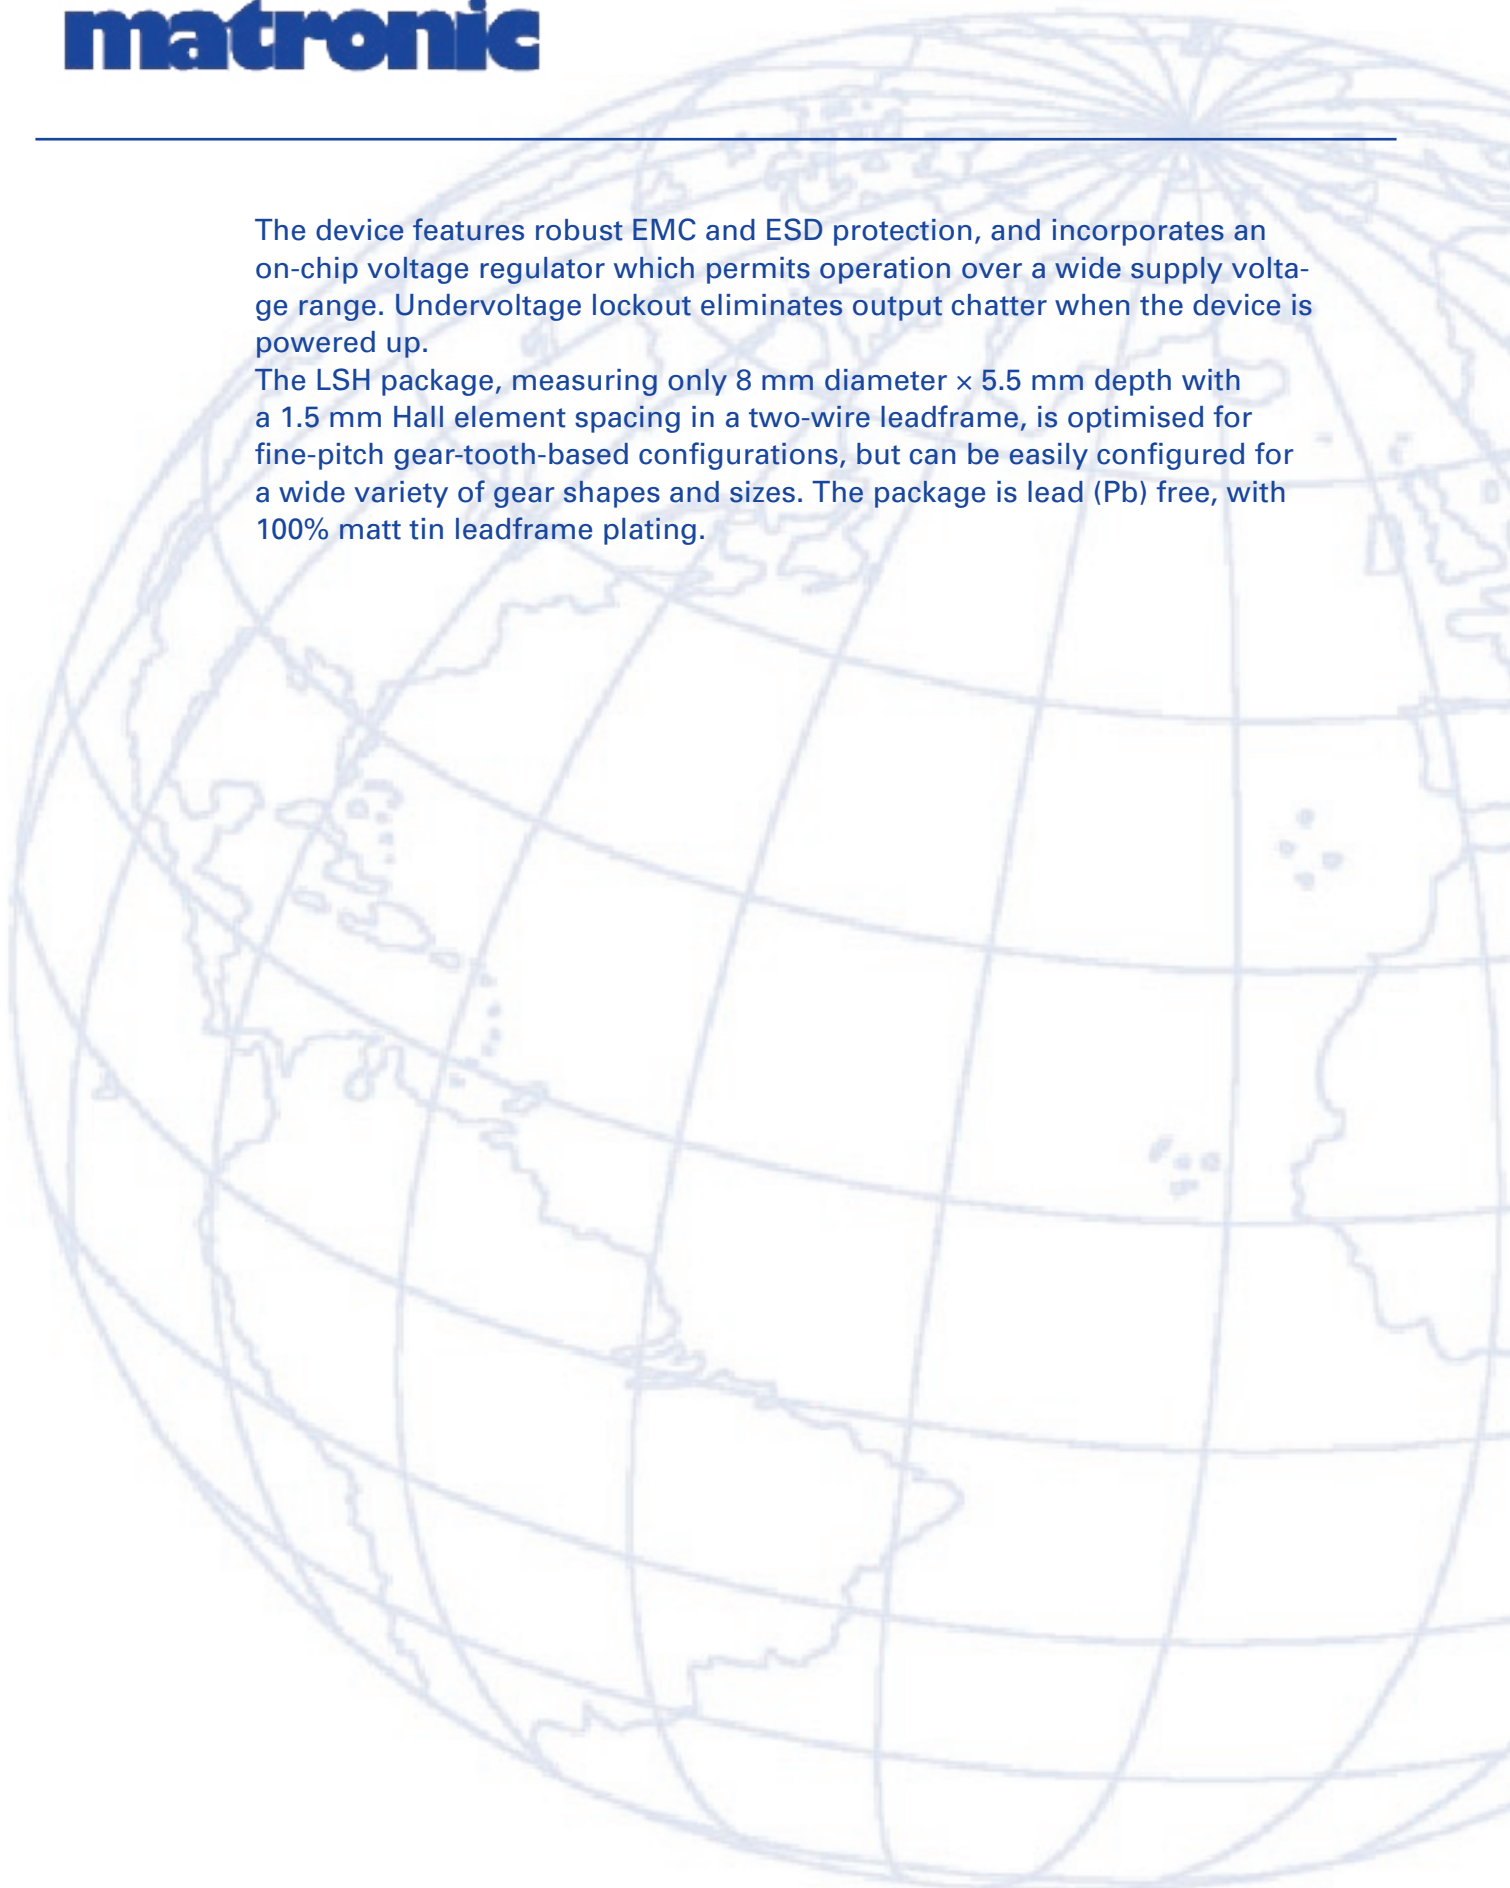 matronic
The device features robust EMC and ESD protection, and incorporates an
on-chip voltage regulator which permits operation over a wide supply volta-
ge range. Undervoltage lockout eliminates output chatter when the device is
powered up.
The LSH package, measuring only 8 mm diameter × 5.5 mm depth with
a 1.5 mm Hall element spacing in a two-wire leadframe, is optimised for
fine-pitch gear-tooth-based configurations, but can be easily configured for
a wide variety of gear shapes and sizes. The package is lead (Pb) free, with
100% matt tin leadframe plating.